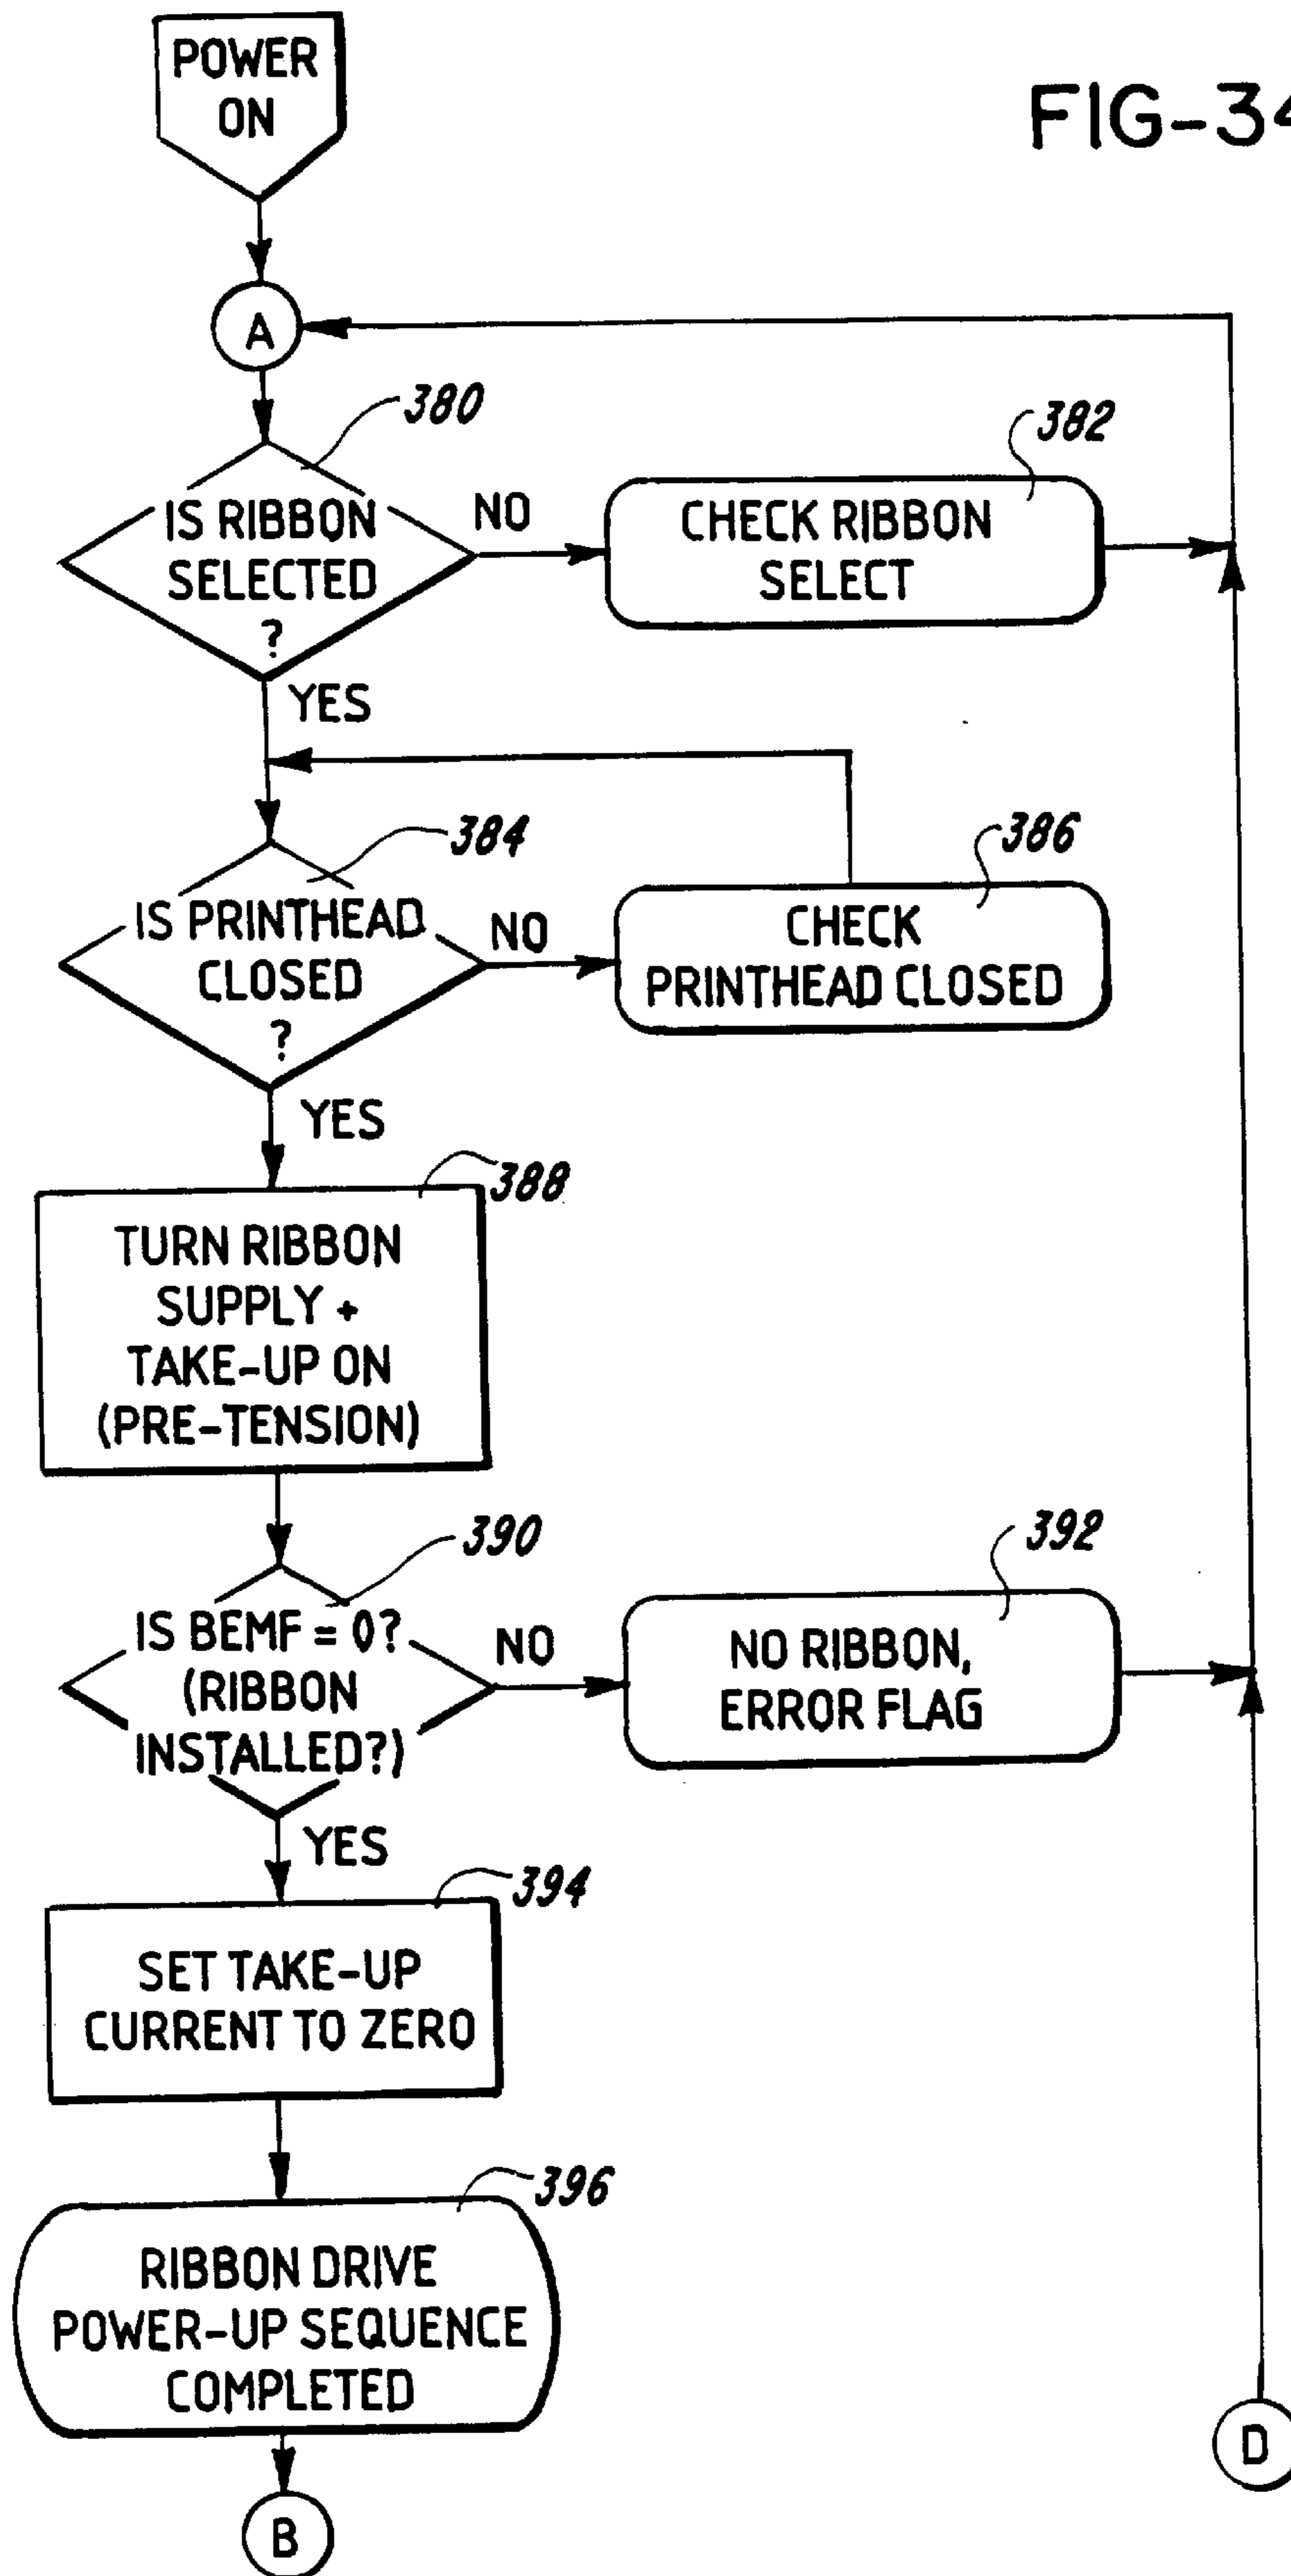 POWER
ON
FIG-34
A
380
IS RIBBON
SELECTED
?
NO
382
CHECK RIBBON
SELECT
YES
384
IS PRINTHEAD
CLOSED
?
NO
386
CHECK
PRINTHEAD CLOSED
YES
388
TURN RIBBON
SUPPLY +
TAKE-UP ON
(PRE-TENSION)
390
IS BEMF = 0?
(RIBBON
INSTALLED?)
NO
392
NO RIBBON,
ERROR FLAG
YES
394
SET TAKE-UP
CURRENT TO ZERO
396
RIBBON DRIVE
POWER-UP SEQUENCE
COMPLETED
D
B